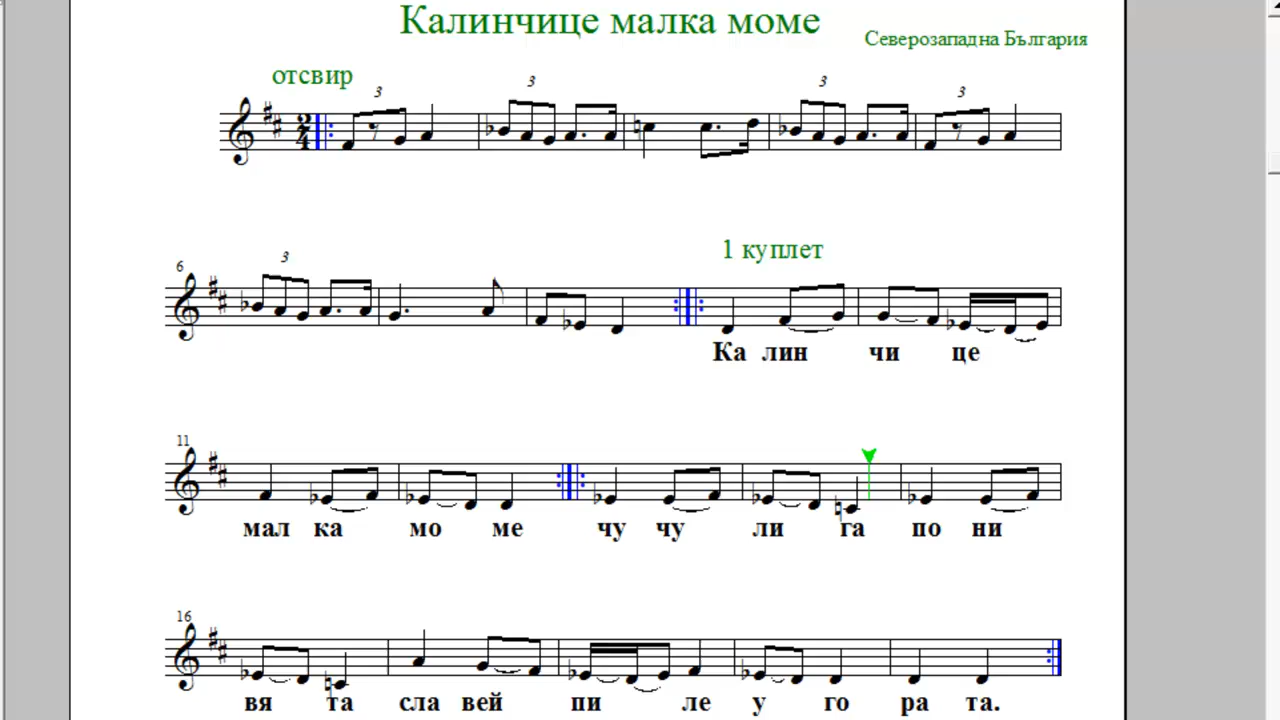 Калинчице малка моме
Северозападна България
отсвир
3 3 3 3
2
4
6
3
1 куплет
Ка лин чи це
11
мал ка мо ме чу чу ли га по ни
16
вя та сла вей пи ле у го ра та.